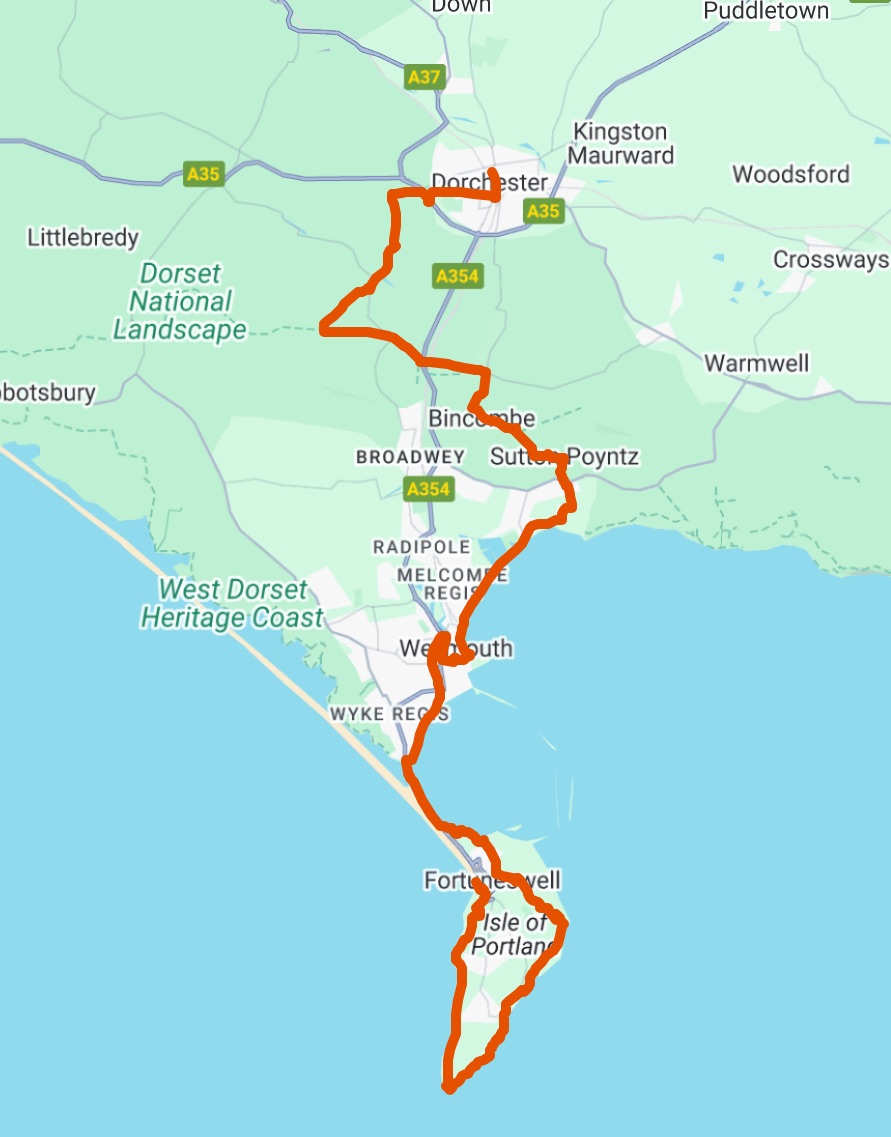 Down
Puddletown
A37
Kingston
Maurward
A35
Dorchester
Woodsford
A35
Littlebredy
Crossways
Dorset
National
Landscape
A354
Warmwell
botsbury
Bincombe
BROADWEY
Sutton Poyntz
A354
RADIPOLE
MELCOMBE
REGIS
West Dorset
Heritage Coast
Weymouth
WYKE REGIS
Fortuneswell
Isle of
Portland